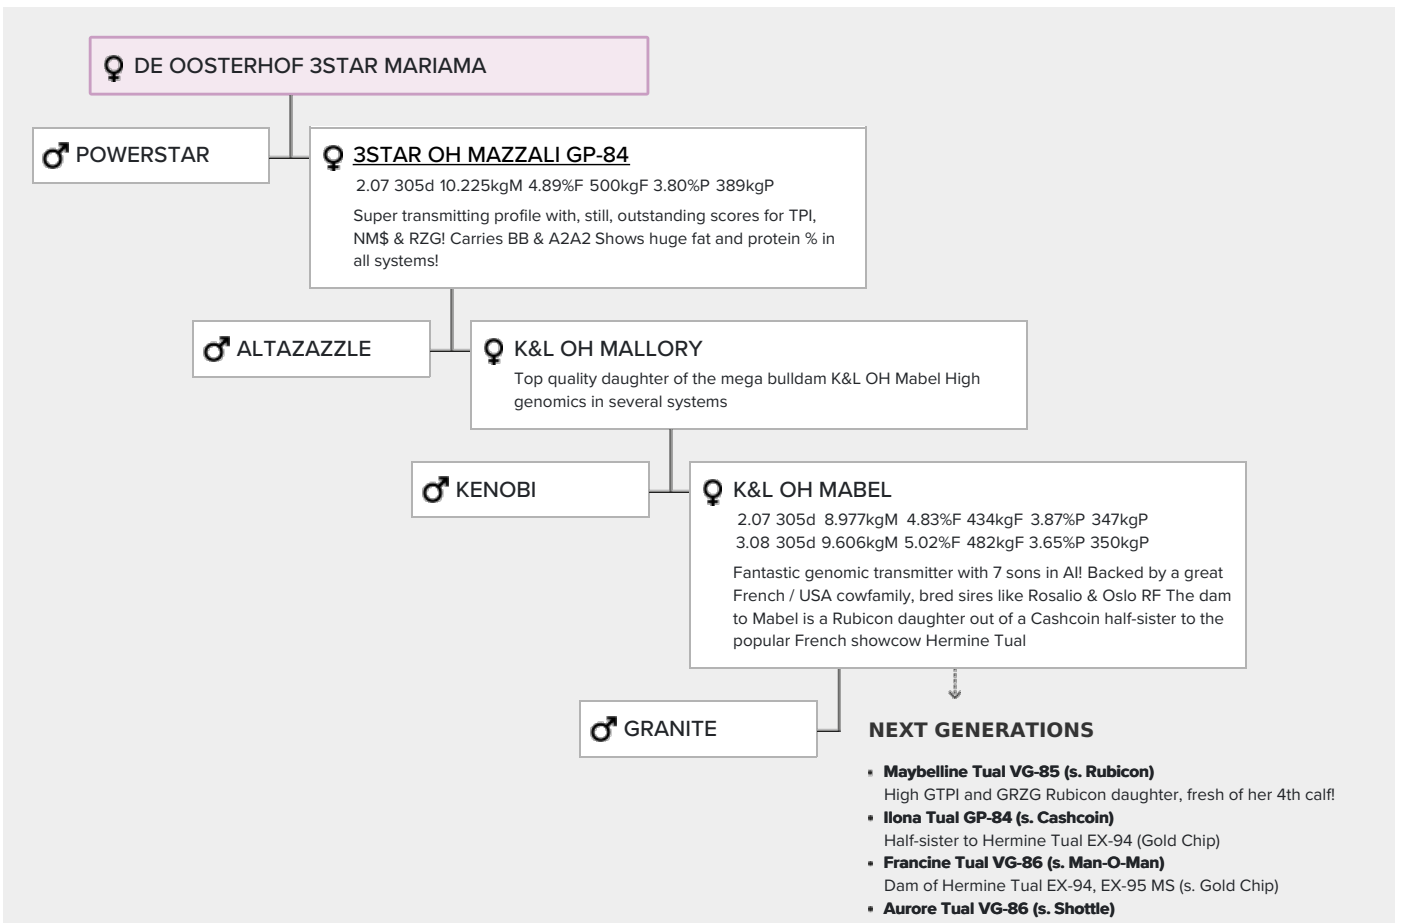 DE OOSTERHOF 3STAR MARIAMA
POWERSTAR
3STAR OH MAZZALI GP-84
2.07 305d 10.225kgM 4.89%F 500kgF 3.80%P 389kgP
Super transmitting profile with, still, outstanding scores for TPI,
NM$ & RZG! Carries BB & A2A2 Shows huge fat and protein % in
all systems!
ALTAZAZZLE
K&L OH MALLORY
Top quality daughter of the mega bulldam K&L OH Mabel High
genomics in several systems
KENOBI
K&L OH MABEL
2.07 305d 8.977kgM 4.83%F 434kgF 3.87%P 347kgP
3.08 305d 9.606kgM 5.02%F 482kgF 3.65%P 350kgP
Fantastic genomic transmitter with 7 sons in AI! Backed by a great
French / USA cowfamily, bred sires like Rosalio & Oslo RF The dam
to Mabel is a Rubicon daughter out of a Cashcoin half-sister to the
popular French showcow Hermine Tual
GRANITE
NEXT GENERATIONS
Maybelline Tual VG-85 (s. Rubicon)
High GTPI and GRZG Rubicon daughter, fresh of her 4th calf!
Ilona Tual GP-84 (s. Cashcoin)
Half-sister to Hermine Tual EX-94 (Gold Chip)
Francine Tual VG-86 (s. Man-O-Man)
Dam of Hermine Tual EX-94, EX-95 MS (s. Gold Chip)
Aurore Tual VG-86 (s. Shottle)